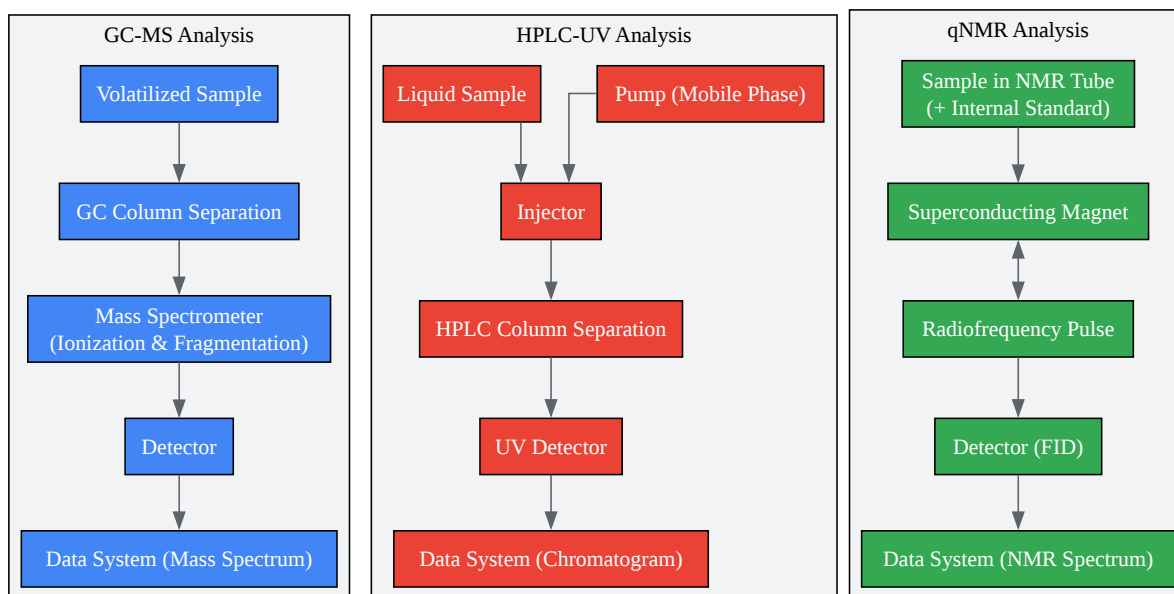 GC-MS Analysis
Volatilized Sample
GC Column Separation
Mass Spectrometer
(Ionization & Fragmentation)
Detector
Data System (Mass Spectrum)
HPLC-UV Analysis
Liquid Sample
Pump (Mobile Phase)
Injector
HPLC Column Separation
UV Detector
Data System (Chromatogram)
qNMR Analysis
Sample in NMR Tube
(+ Internal Standard)
Superconducting Magnet
Radiofrequency Pulse
Detector (FID)
Data System (NMR Spectrum)